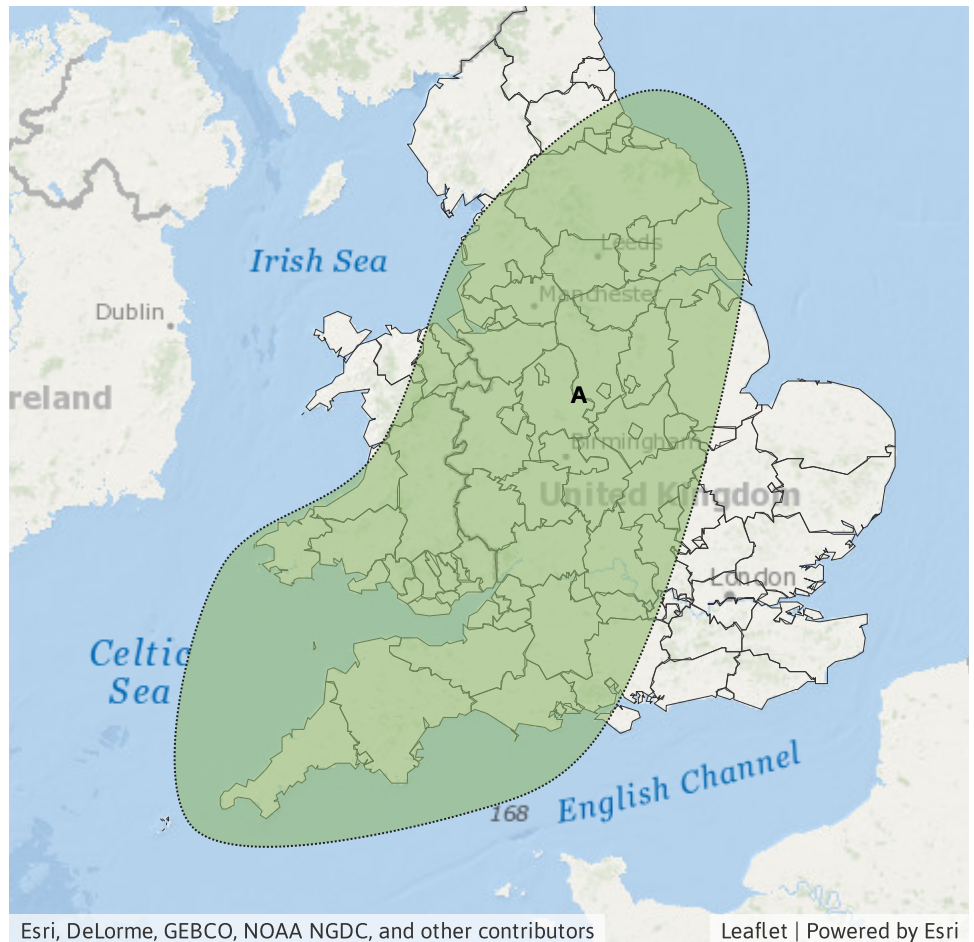 Leeds
Irish Sea
Manchester
Dublin
reland
A
Birmingham
United Kingdom
London
Celtic
Sea
English Channel
168
Esri, DeLorme, GEBCO, NOAA NGDC, and other contributors
Leaflet | Powered by Esri